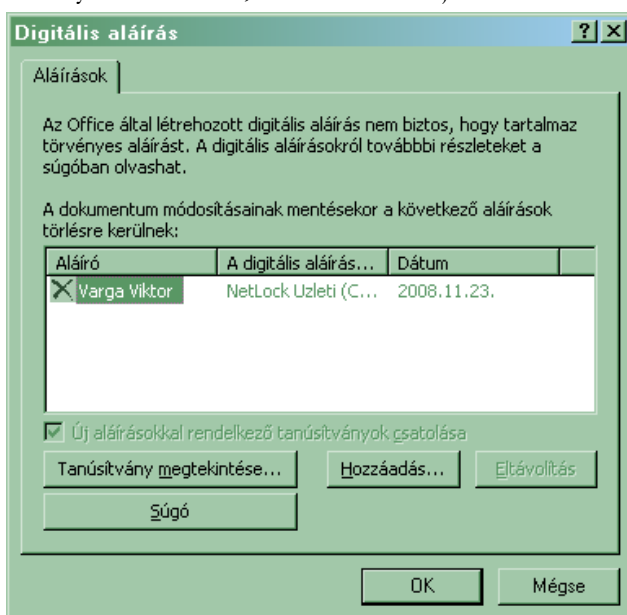 Digitális aláírás
Aláírások
Az Office által létrehozott digitális aláírás nem biztos, hogy tartalmaz
törvényes aláírást. A digitális aláírásokról továbbbi részleteket a
súgóban olvashat.
A dokumentum módosításainak mentésekor a következő aláírások
törlésre kerülnek:
Aláíró A digitális aláírás... Dátum
Varga Viktor NetLock Uzleti (C... 2008.11.23.
Új aláírásokkal rendelkező tanúsítványok csatolása
Tanúsítvány megtekintése... Hozzáadás... Eltávolítás
Súgó
OK Mégse